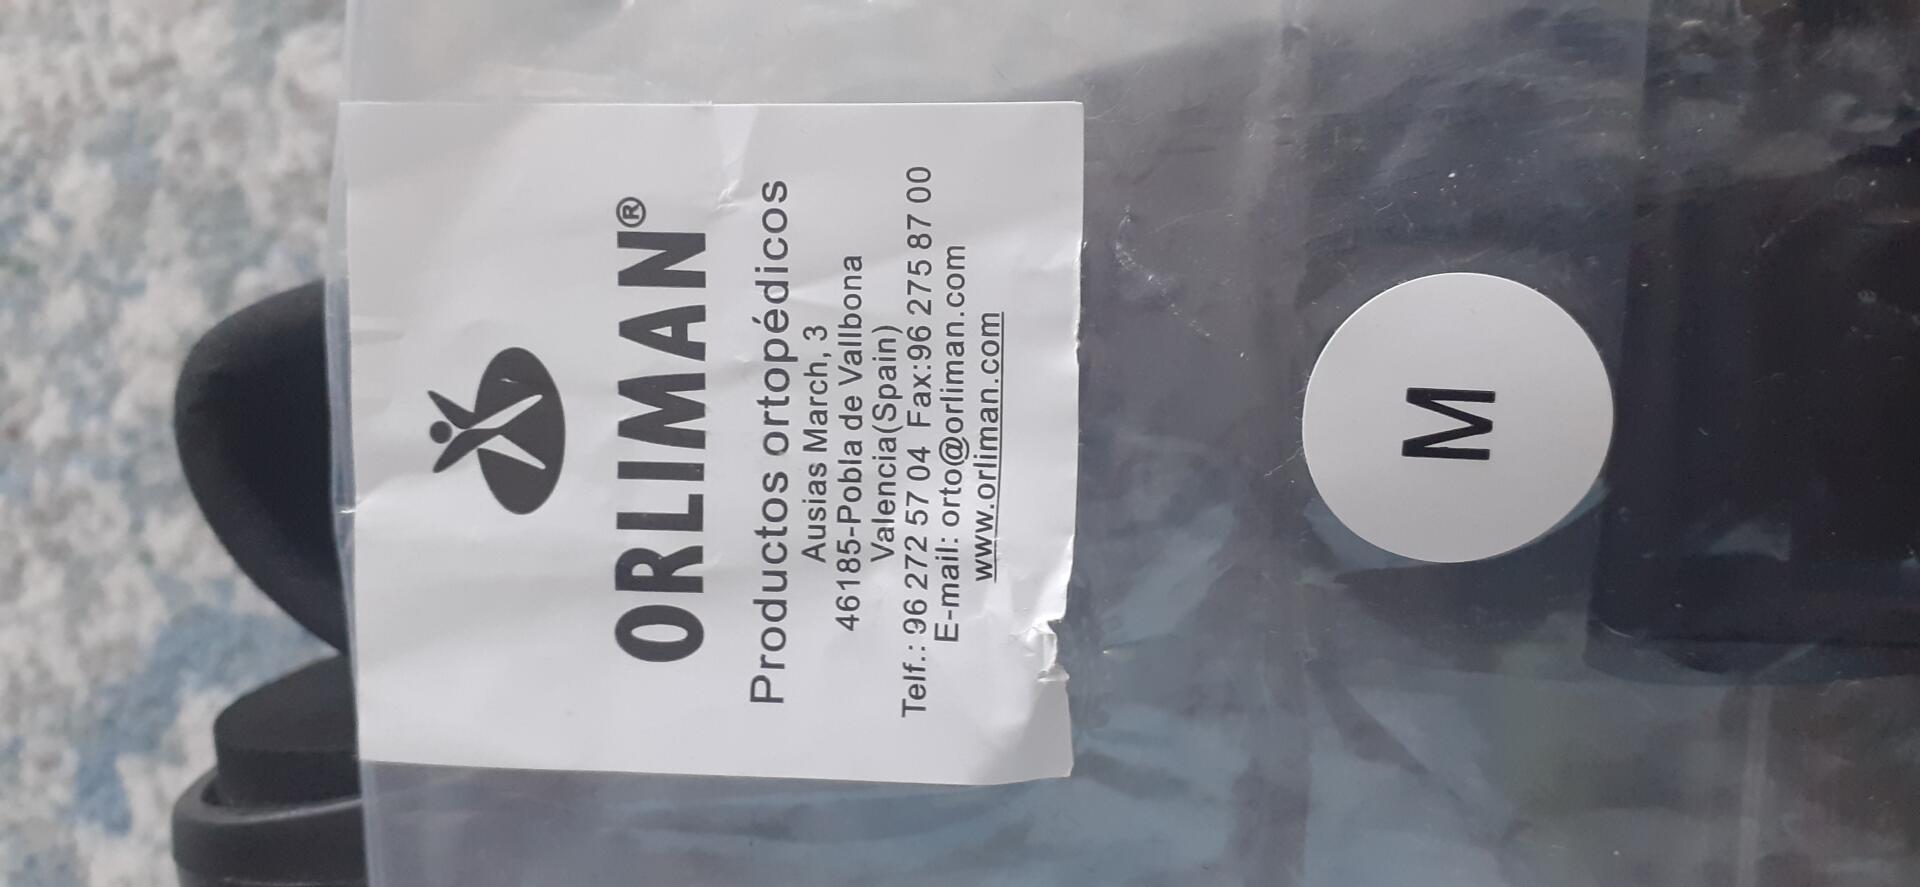 ORLIMAN®
Productos ortopédicos
Ausias March, 3
46185-Pobla de Vallbona
Valencia(Spain)
Telf.: 96 272 57 04 Fax:96 275 87 00
E-mail: orto@orliman.com
www.orliman.com
M